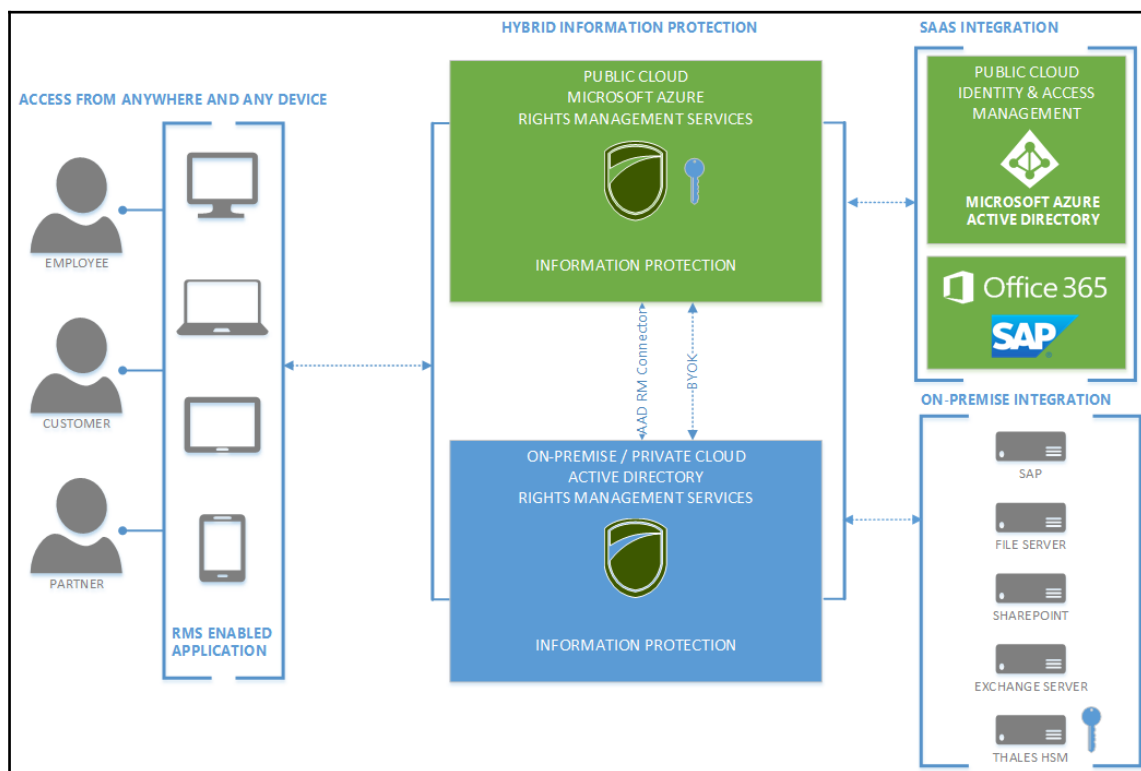 HYBRID INFORMATION PROTECTION
SAAS INTEGRATION
ACCESS FROM ANYWHERE AND ANY DEVICE
EMPLOYEE
CUSTOMER
PARTNER
RMS ENABLED
APPLICATION
PUBLIC CLOUD
MICROSOFT AZURE
RIGHTS MANAGEMENT SERVICES
INFORMATION PROTECTION
AAD RM Connector
BYOK
ON-PREMISE / PRIVATE CLOUD
ACTIVE DIRECTORY
RIGHTS MANAGEMENT SERVICES
INFORMATION PROTECTION
PUBLIC CLOUD
IDENTITY & ACCESS
MANAGEMENT
MICROSOFT AZURE
ACTIVE DIRECTORY
Office 365
SAP
ON-PREMISE INTEGRATION
SAP
FILE SERVER
SHAREPOINT
EXCHANGE SERVER
THALES HSM